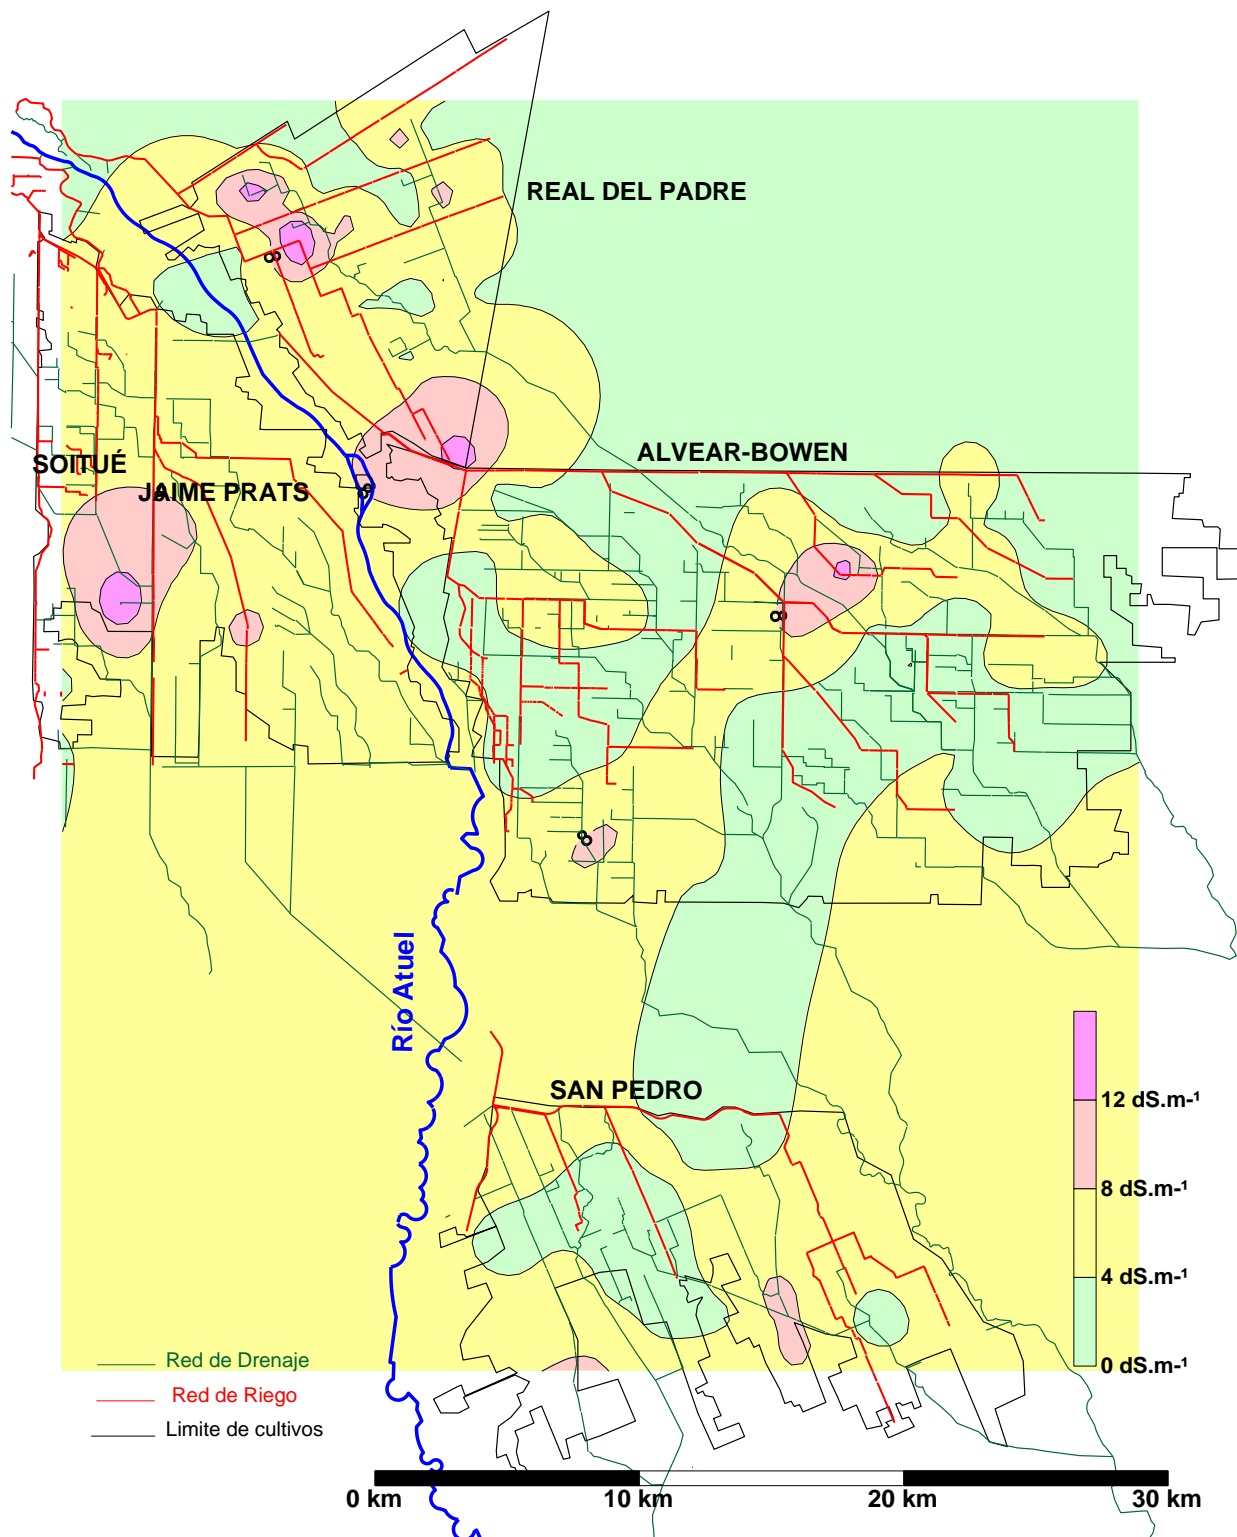 REAL DEL PADRE
ALVEAR-BOWEN
SOITUÉ
JAIME PRATS
Río Atuel
SAN PEDRO
12 dS.m-¹
8 dS.m-¹
4 dS.m-¹
0 dS.m-¹
Red de Drenaje
Red de Riego
Limite de cultivos
0 km 10 km 20 km 30 km